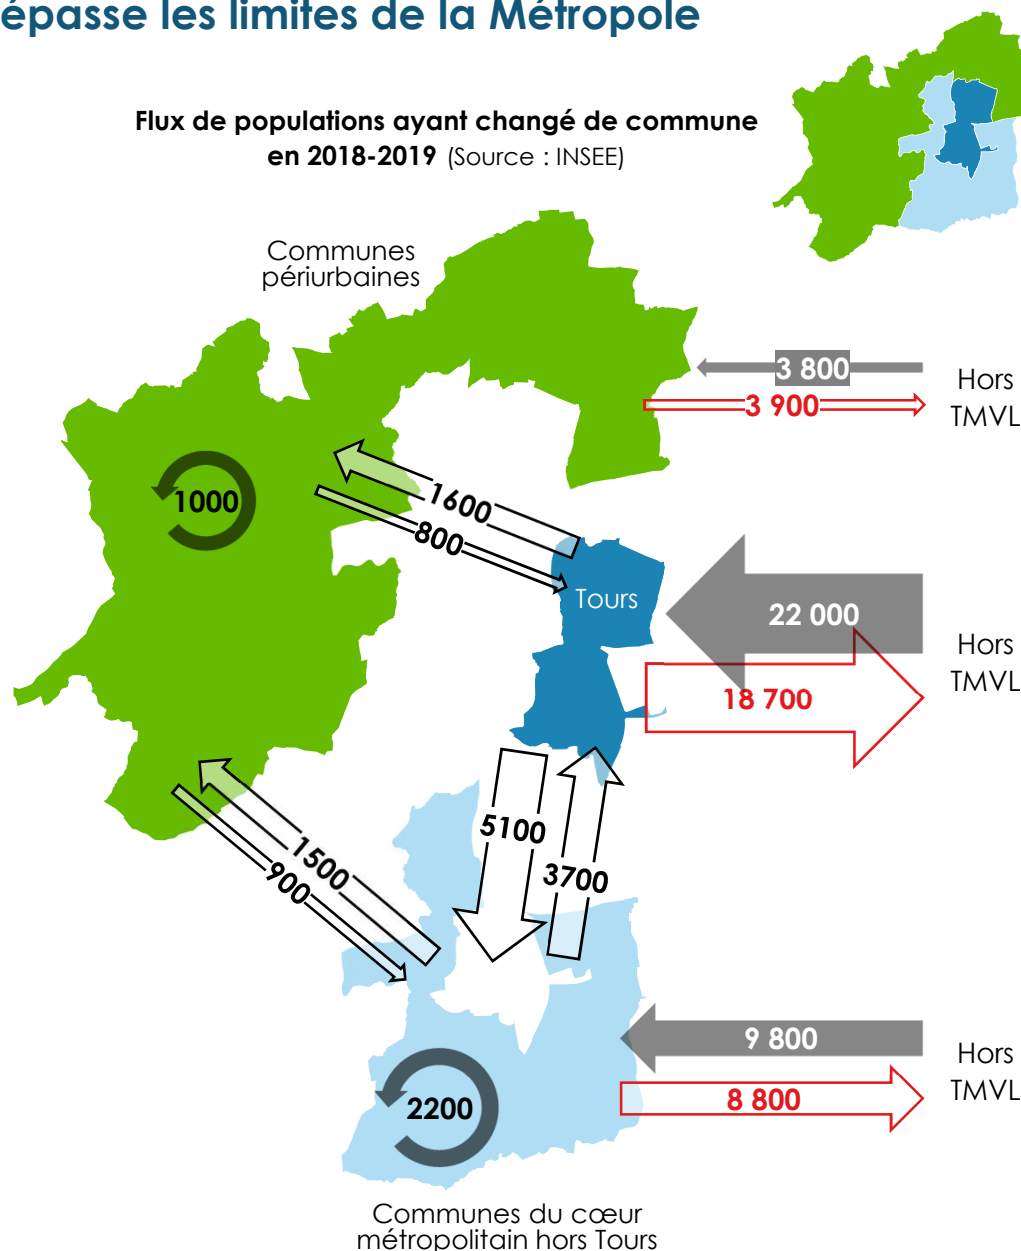 épasse les limites de la Métropole
Flux de populations ayant changé de commune
en 2018-2019 (Source : INSEE)
Communes
périurbaines
3 800
3 900
Hors
TMVL
1000
1600
800
Tours
22 000
18 700
Hors
TMVL
5100
3700
1500
900
9 800
8 800
Hors
TMVL
2200
Communes du cœur
métropolitain hors Tours